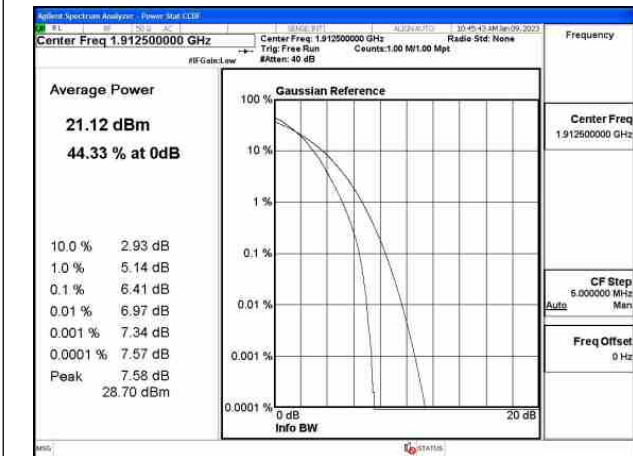 Agilent Spectrum Analyzer - Power Stat CCDF
RL RF 50 Ω AC SENSE:INT ALIGN AUTO 10:45:43 AM Jan 09, 2023
Center Freq 1.912500000 GHz
Center Freq: 1.912500000 GHz Radio Std: None
Trig: Free Run Counts:1.00 M/1.00 Mpt
#IFGain:Low #Atten: 40 dB
Frequency
Average Power
21.12 dBm
44.33 % at 0dB
10.0 % 2.93 dB
1.0 % 5.14 dB
0.1 % 6.41 dB
0.01 % 6.97 dB
0.001 % 7.34 dB
0.0001 % 7.57 dB
Peak 7.58 dB
28.70 dBm
Gaussian Reference
100 %
10 %
1 %
0.1 %
0.01 %
0.001 %
0.0001 %
0 dB 20 dB
Info BW
Center Freq
1.912500000 GHz
CF Step
5.000000 MHz
Auto Man
Freq Offset
0 Hz
MSG STATUS